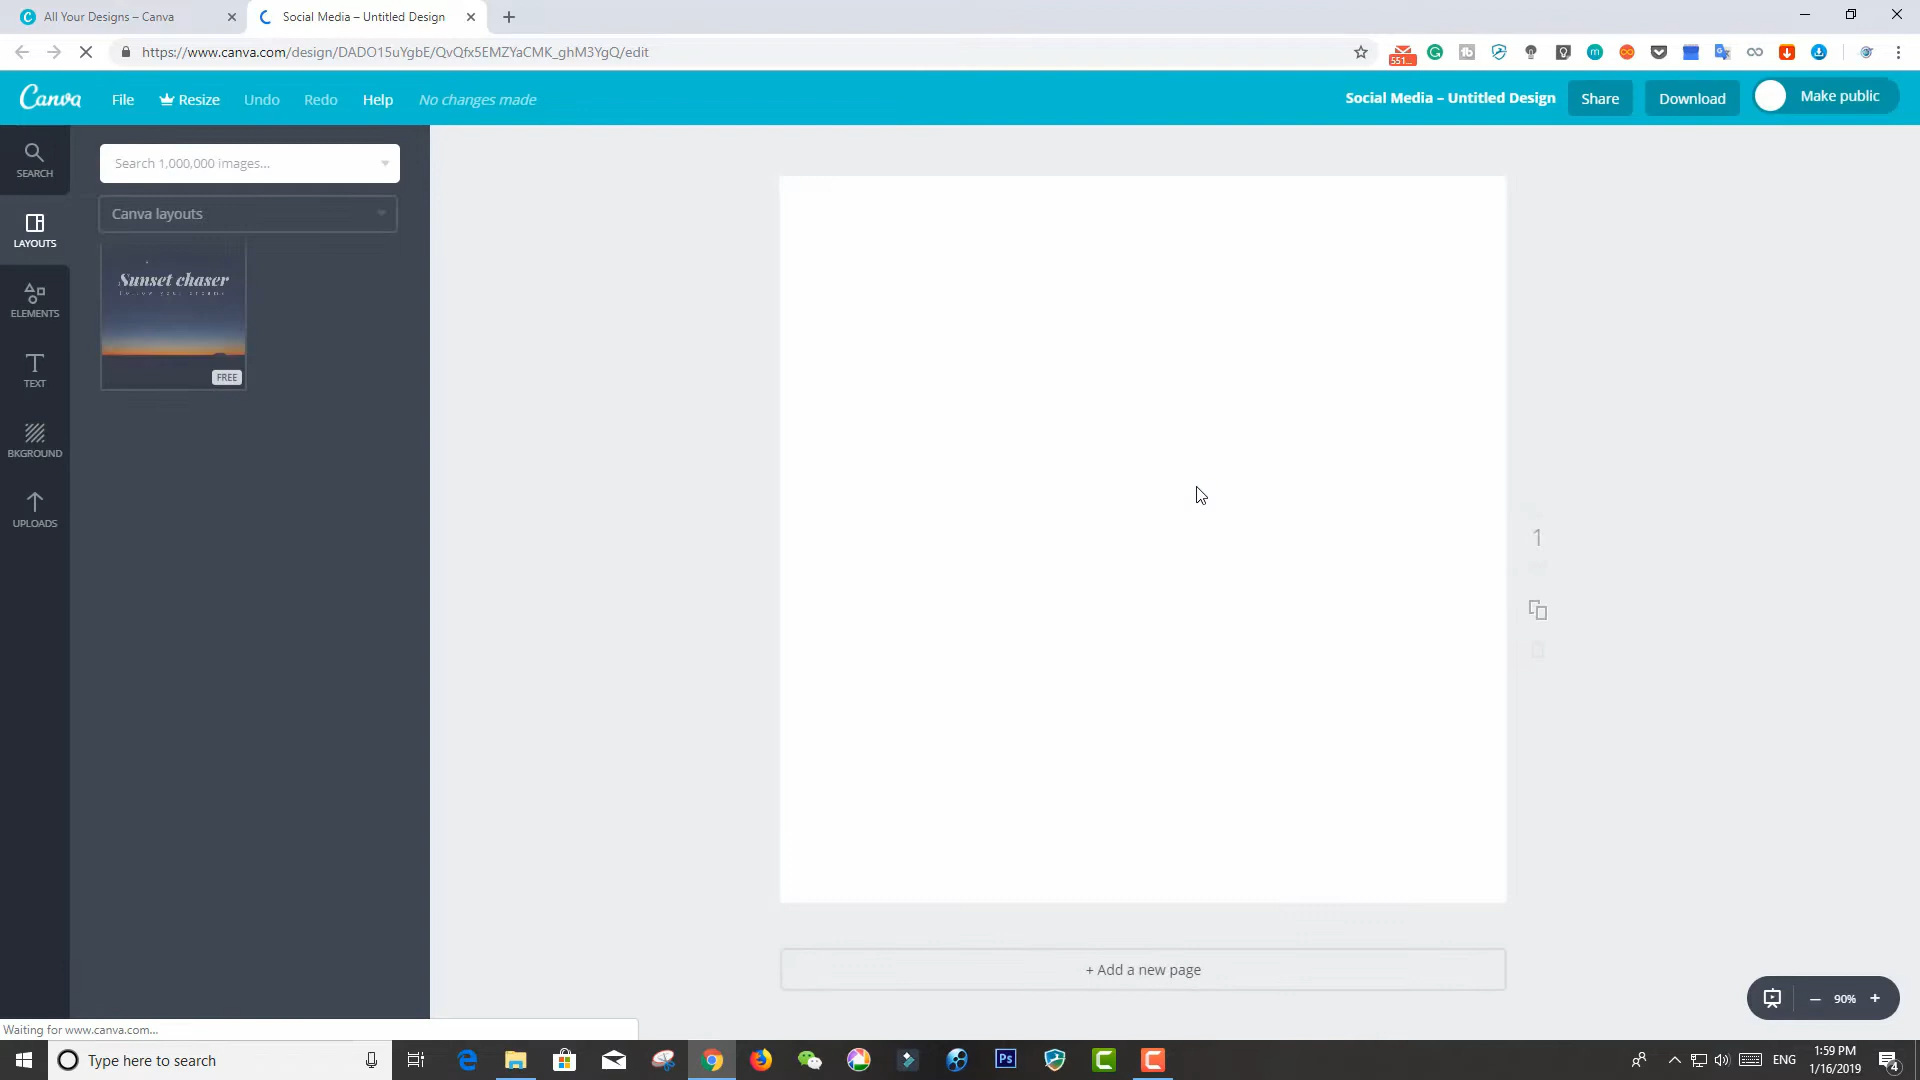 All Your Designs – Canva
Social Media – Untitled Design
https://www.canva.com/design/DADO15uYgbE/QvQfx5EMZYaCMK_ghM3YgQ/edit
551...
Canva
File
Resize
Undo
Redo
Help
No changes made
Social Media – Untitled Design
Share
Download
Make public
SEARCH
LAYOUTS
ELEMENTS
TEXT
BKGROUND
UPLOADS
Search 1,000,000 images...
Canva layouts
Sunset chaser
FREE
1
+ Add a new page
90%
Waiting for www.canva.com...
Type here to search
Ps
ENG
1:59 PM
1/16/2019
4